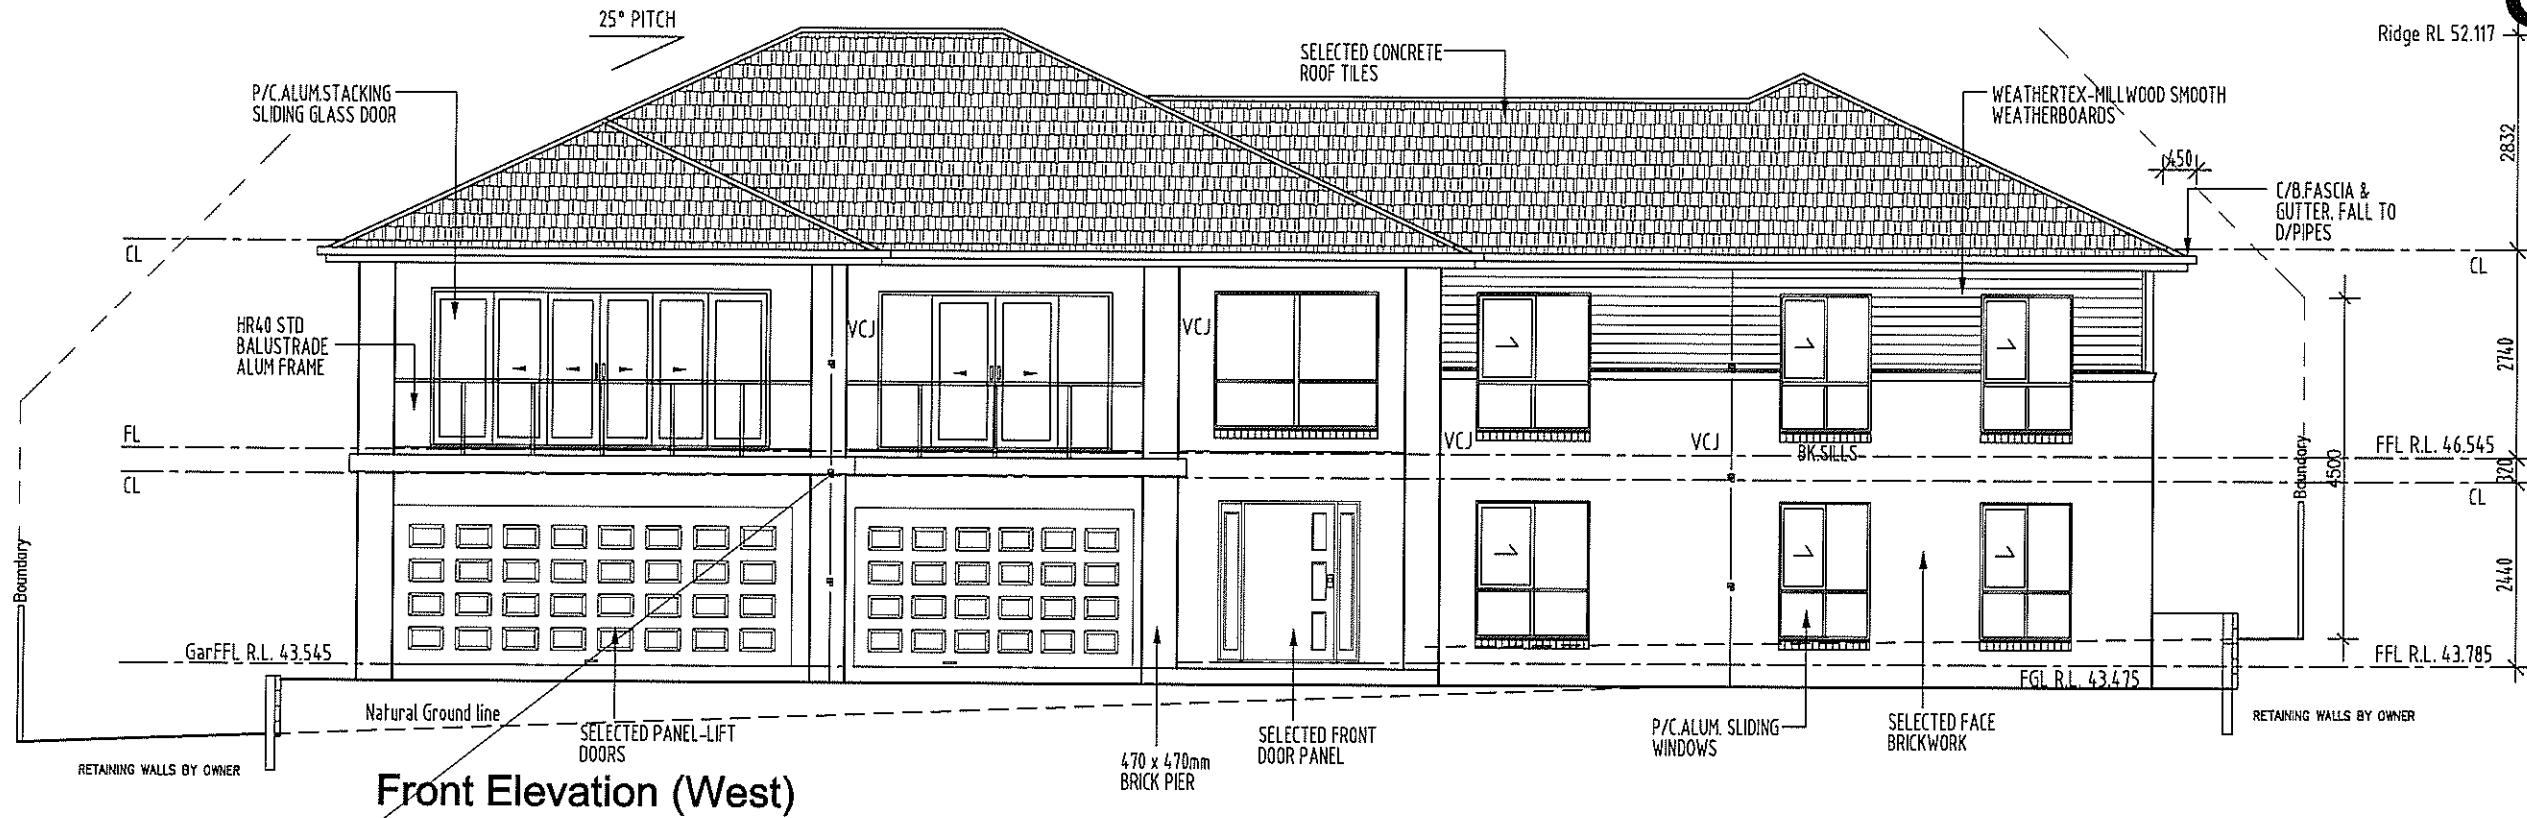 25° PITCH
Ridge RL 52.117
SELECTED CONCRETE
ROOF TILES
P/C.ALUM.STACKING
SLIDING GLASS DOOR
WEATHERTEX-MILLWOOD SMOOTH
WEATHERBOARDS
2832
450
C/B.FASCIA &
GUTTER. FALL TO
D/PIPES
CL
CL
HR40 STD
BALUSTRADE
ALUM FRAME
VCJ
VCJ
2740
FL
VCJ
VCJ
BK.SILLS
FFL R.L. 46.545
320
4500
Boundary
CL
CL
Boundary
2440
GarFFL R.L. 43.545
FFL R.L. 43.785
FGL R.L. 43.475
Natural Ground line
SELECTED PANEL-LIFT
DOORS
SELECTED FRONT
DOOR PANEL
P/C.ALUM. SLIDING
WINDOWS
SELECTED FACE
BRICKWORK
RETAINING WALLS BY OWNER
RETAINING WALLS BY OWNER
470 x 470mm
BRICK PIER
Front Elevation (West)